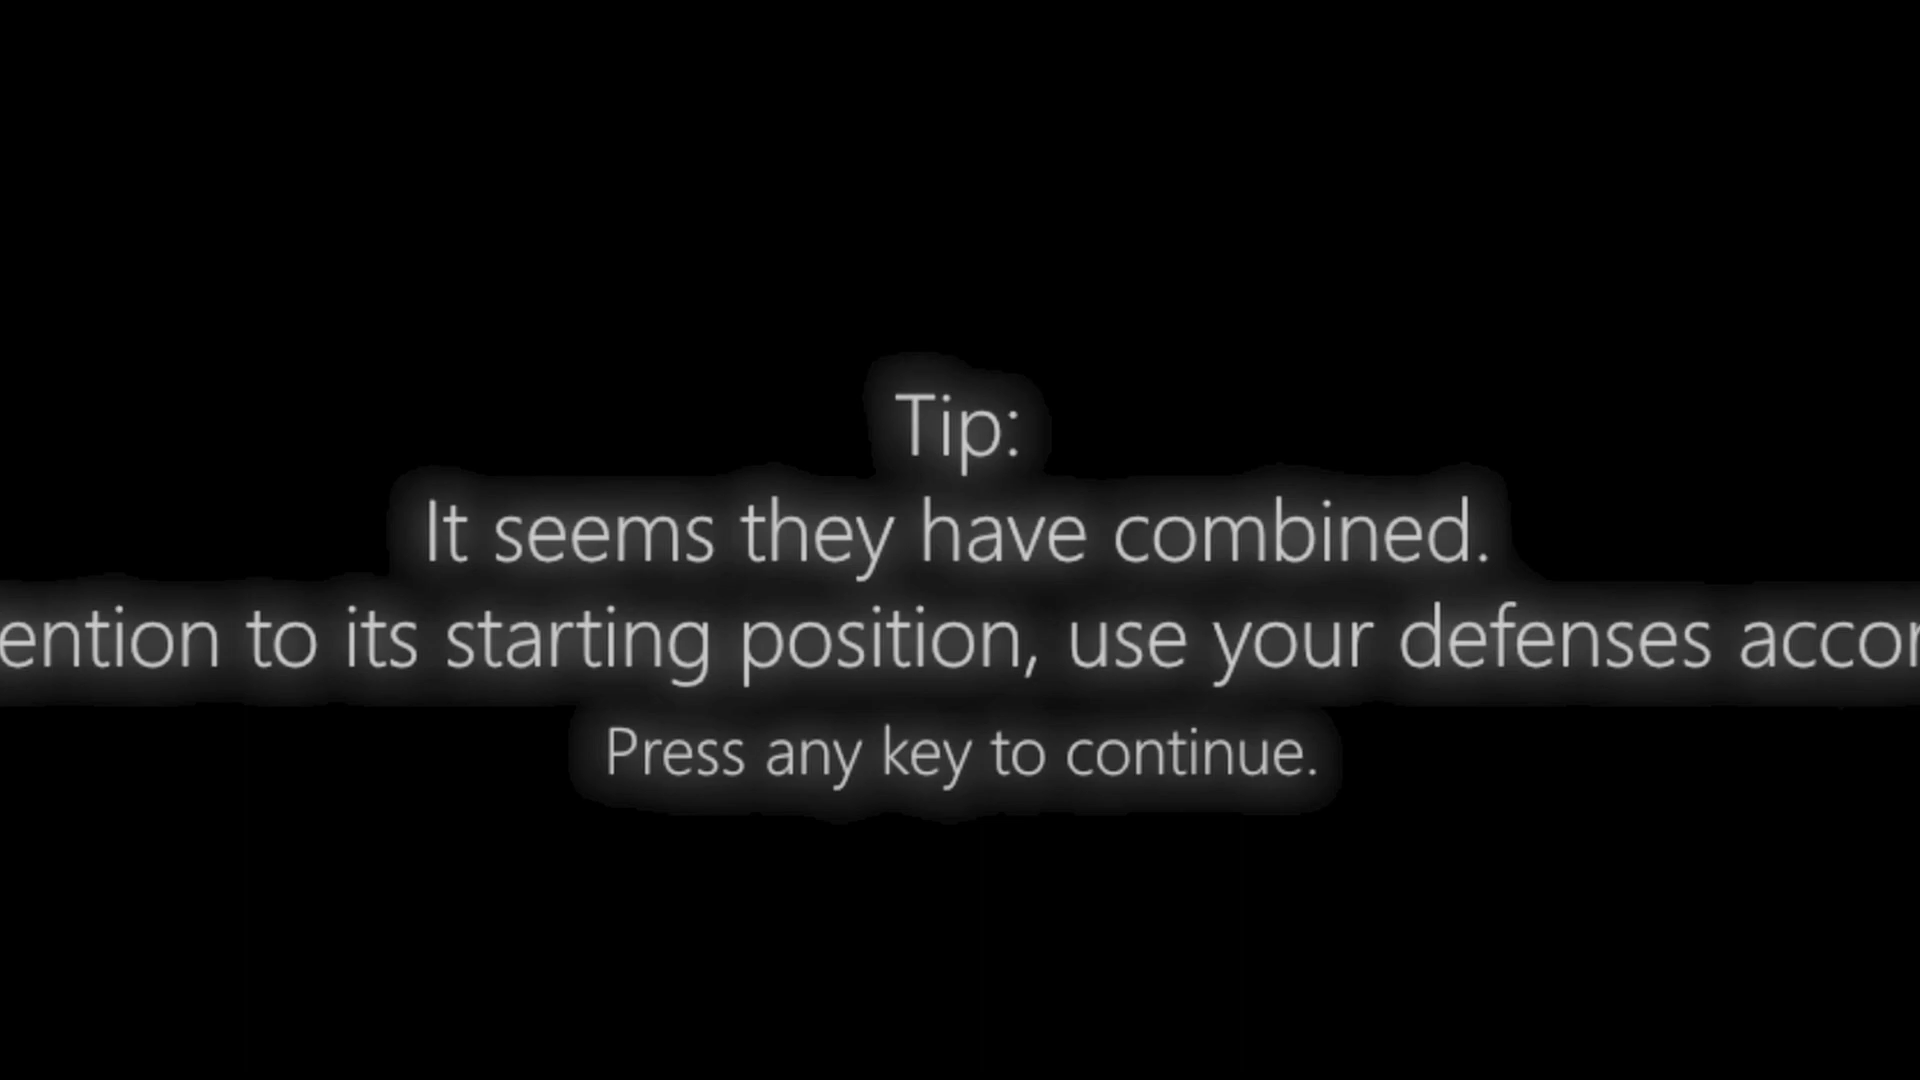 Tip:
It seems they have combined.
ention to its starting position, use your defenses accor
Press any key to continue.